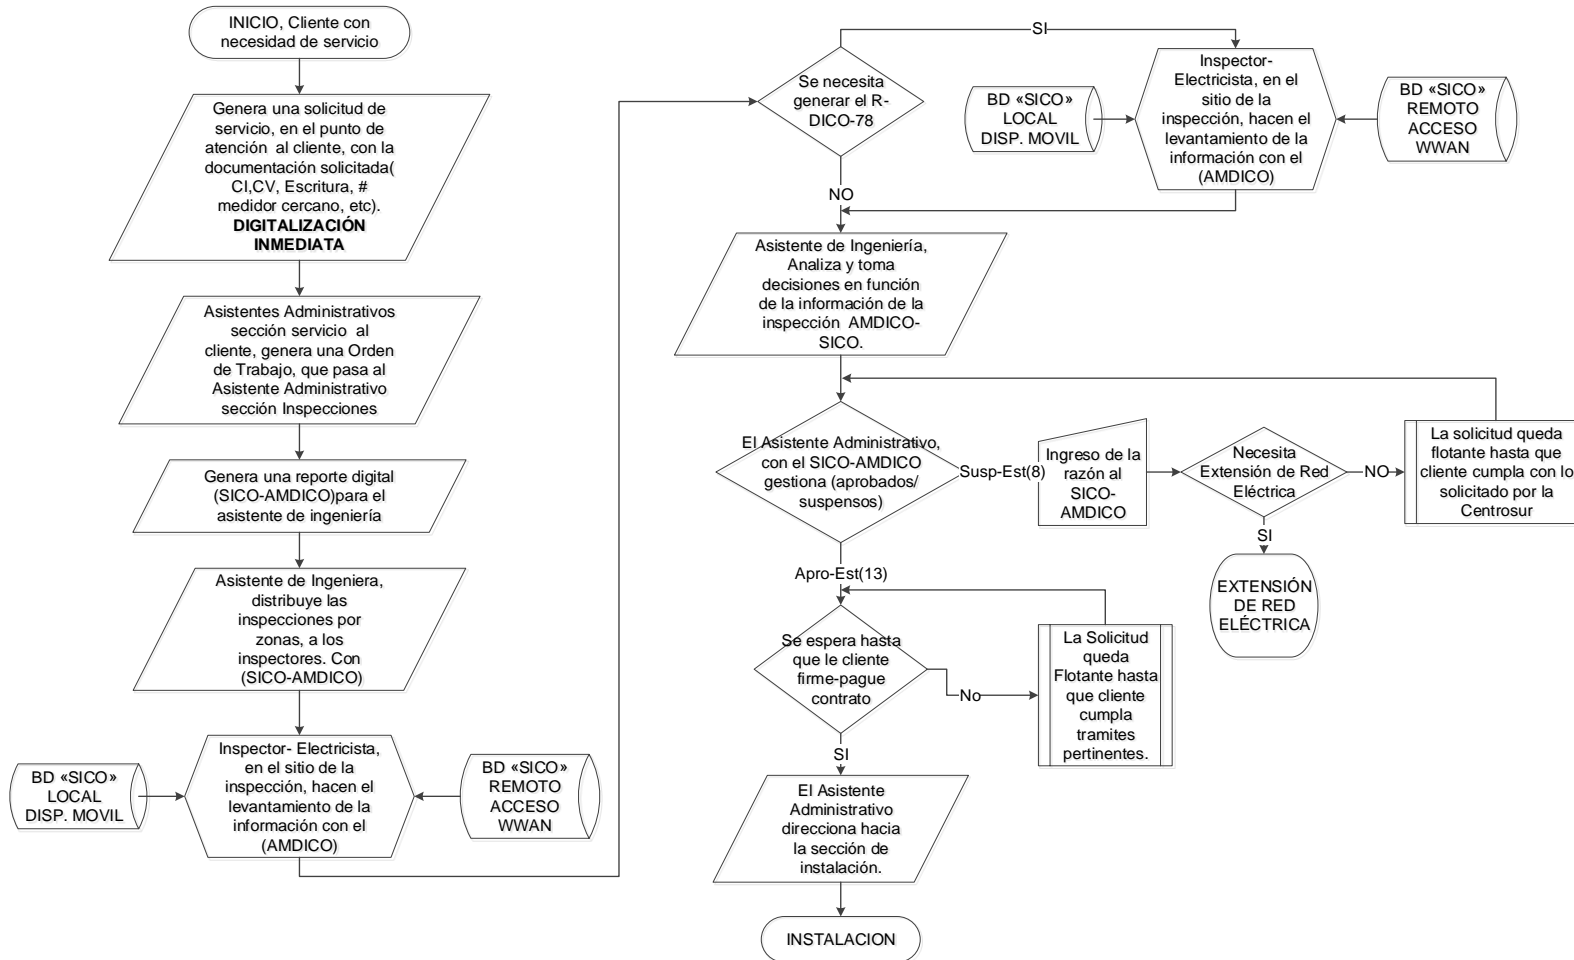 INICIO, Cliente con
necesidad de servicio
Genera una solicitud de
servicio, en el punto de
atención al cliente, con la
documentación solicitada(
CI,CV, Escritura, #
medidor cercano, etc).
DIGITALIZACIÓN
INMEDIATA
Asistentes Administrativos
sección servicio al
cliente, genera una Orden
de Trabajo, que pasa al
Asistente Administrativo
sección Inspecciones
Genera una reporte digital
(SICO-AMDICO)para el
asistente de ingeniería
Asistente de Ingeniera,
distribuye las
inspecciones por
zonas, a los
inspectores. Con
(SICO-AMDICO)
BD «SICO»
LOCAL
DISP. MOVIL
Inspector- Electricista,
en el sitio de la
inspección, hacen el
levantamiento de la
información con el
(AMDICO)
BD «SICO»
REMOTO
ACCESO
WWAN
Se necesita
generar el R-
DICO-78
SI
NO
BD «SICO»
LOCAL
DISP. MOVIL
Inspector-
Electricista, en el
sitio de la
inspección, hacen el
levantamiento de la
información con el
(AMDICO)
BD «SICO»
REMOTO
ACCESO
WWAN
Asistente de Ingeniería,
Analiza y toma
decisiones en función
de la información de la
inspección AMDICO-
SICO.
El Asistente Administrativo,
con el SICO-AMDICO
gestiona (aprobados/
suspensos)
Susp-Est(8)
Ingreso de la
razón al
SICO-
AMDICO
Necesita
Extensión de Red
Eléctrica
NO
La solicitud queda
flotante hasta que
cliente cumpla con lo
solicitado por la
Centrosur
SI
EXTENSIÓN
DE RED
ELÉCTRICA
Apro-Est(13)
Se espera hasta
que le cliente
firme-pague
contrato
No
La Solicitud
queda
Flotante hasta
que cliente
cumpla
tramites
pertinentes.
SI
El Asistente
Administrativo
direcciona hacia
la sección de
instalación.
INSTALACION